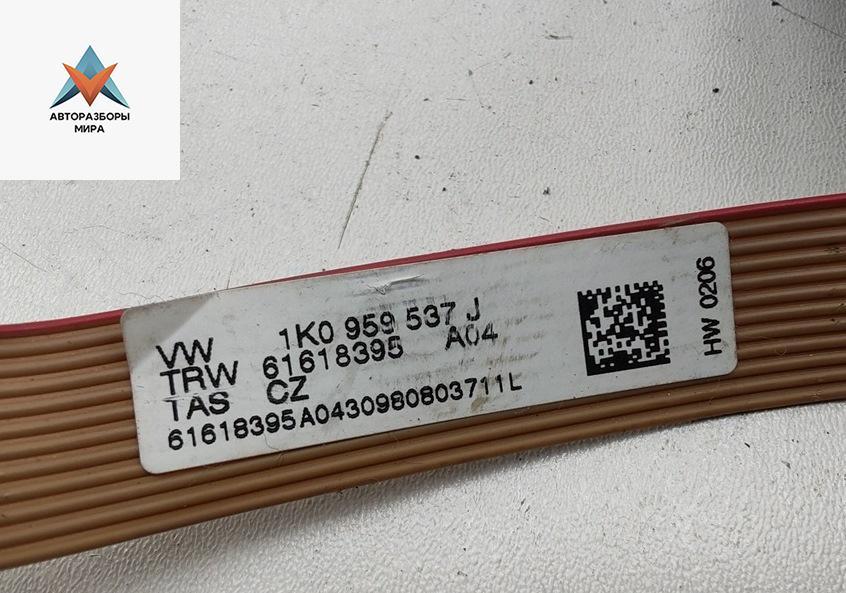 АВТОРАЗБОРЫ
МИРА
VW 1K0 959 537 J
TRW 61618395 A04
TAS CZ
61618395A0430980803711L
HW 0206